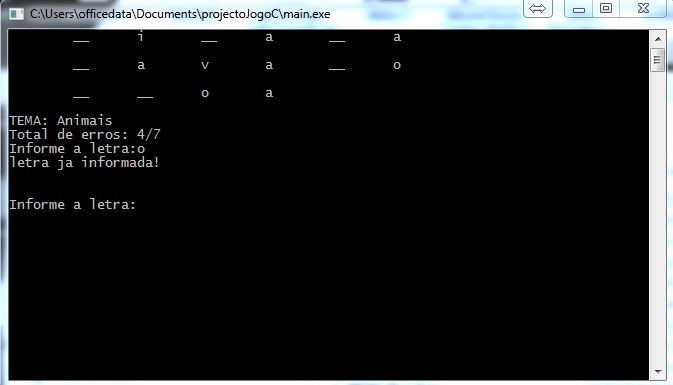 C:\Users\officedata\Documents\projectoJogoC\main.exe
__ i __ a __ a
__ a v a __ o
__ __ o a
TEMA: Animais
Total de erros: 4/7
Informe a letra:o
letra ja informada!
Informe a letra: